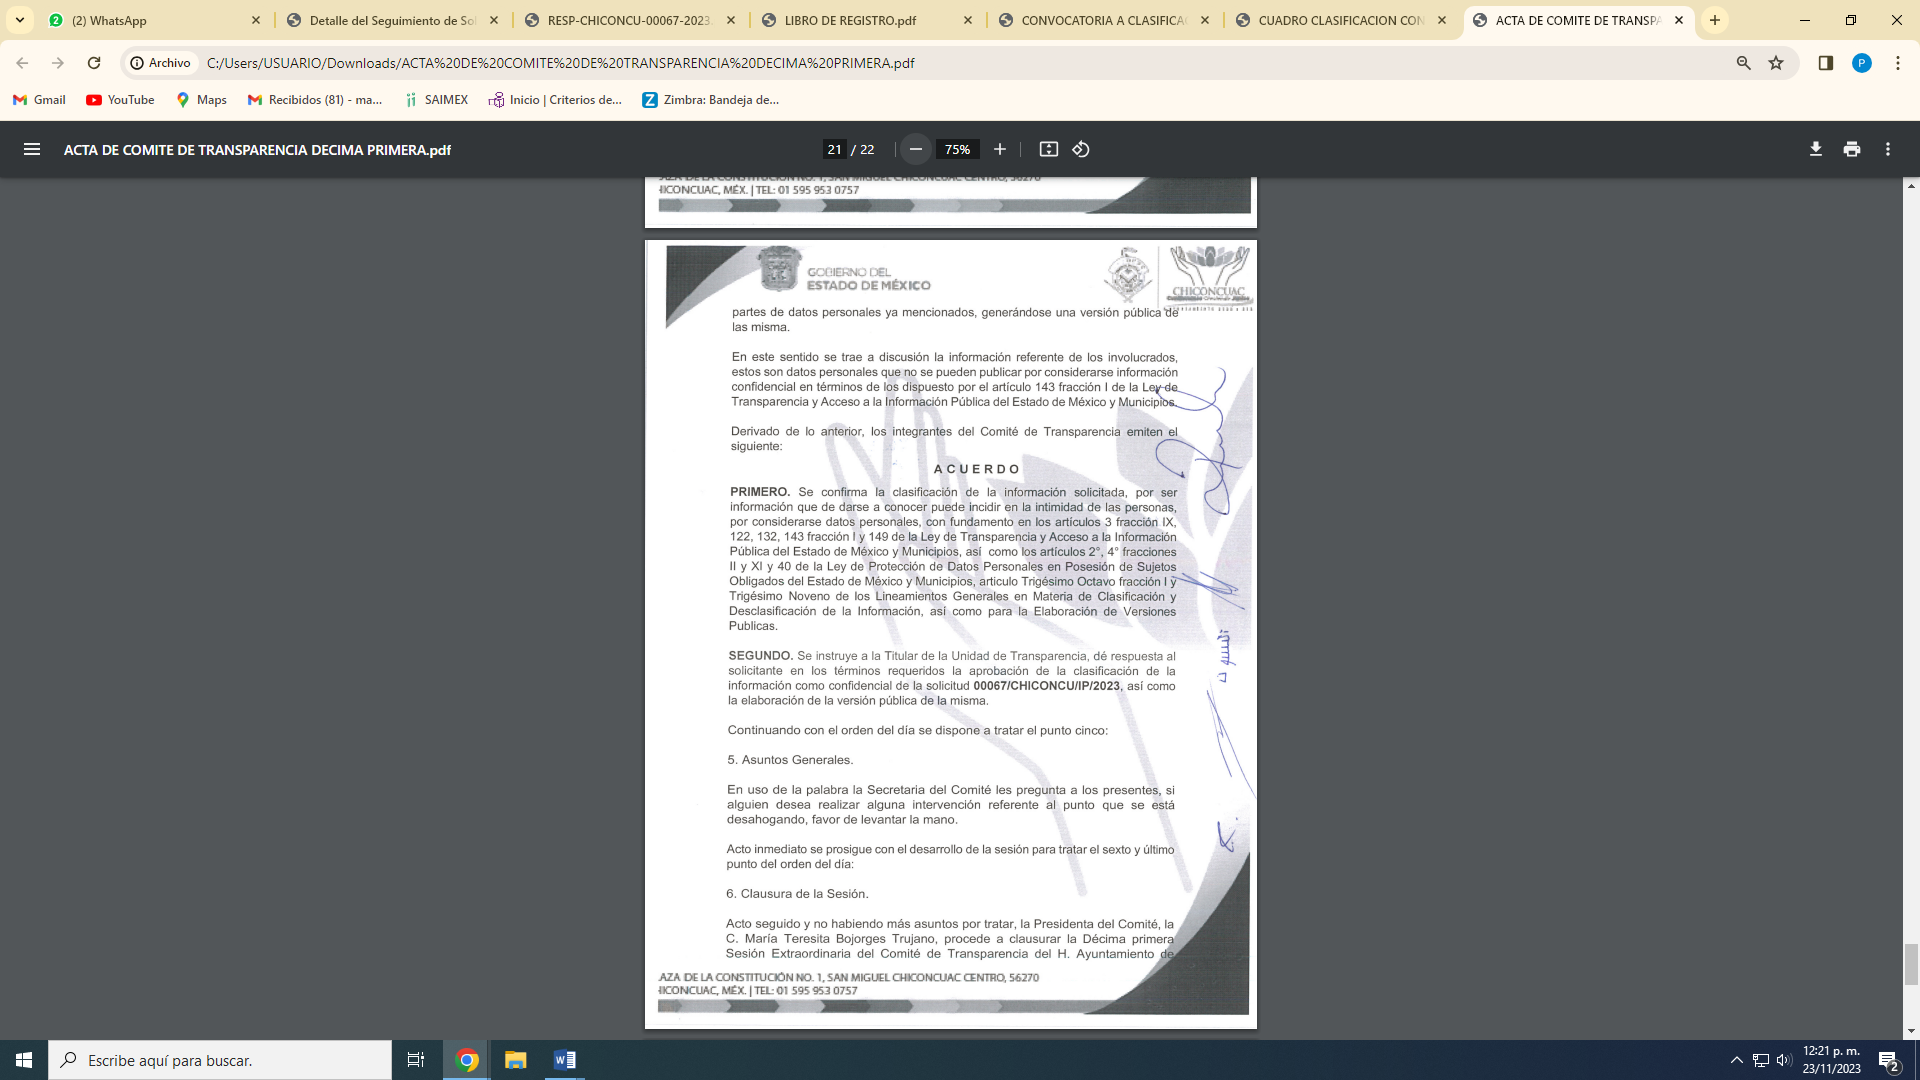 (2) WhatsApp
Detalle del Seguimiento de So
RESP-CHICONCU-00067-2023.
LIBRO DE REGISTRO.pdf
CONVOCATORIA A CLASIFICA
CUADRO CLASIFICACION CON
ACTA DE COMITE DE TRANSPA
Archivo
C:/Users/USUARIO/Downloads/ACTA%20DE%20COMITE%20DE%20TRANSPARENCIA%20DECIMA%20PRIMERA.pdf
P
Gmail
YouTube
Maps
Recibidos (81) - ma...
SAIMEX
Inicio | Criterios de...
Zimbra: Bandeja de...
ACTA DE COMITE DE TRANSPARENCIA DECIMA PRIMERA.pdf
21 / 22
75%
AZA DE LA CONSTITUCIÓN NO. 1, SAN MIGUEL CHICONCUAC CENTRO, 56270
HICONCUAC, MÉX. | TEL: 01 595 953 0757
GOBIERNO DEL
ESTADO DE MÉXICO
CHICONCUAC
partes de datos personales ya mencionados, generándose una versión pública de
las misma.
En este sentido se trae a discusión la información referente de los involucrados,
estos son datos personales que no se pueden publicar por considerarse información
confidencial en términos de los dispuesto por el artículo 143 fracción I de la Ley de
Transparencia y Acceso a la Información Pública del Estado de México y Municipios.
Derivado de lo anterior, los integrantes del Comité de Transparencia emiten el
siguiente:
A C U E R D O
PRIMERO. Se confirma la clasificación de la información solicitada, por ser
información que de darse a conocer puede incidir en la intimidad de las personas,
por considerarse datos personales, con fundamento en los artículos 3 fracción IX,
122, 132, 143 fracción I y 149 de la Ley de Transparencia y Acceso a la Información
Pública del Estado de México y Municipios, así como los artículos 2°, 4° fracciones
II y XI y 40 de la Ley de Protección de Datos Personales en Posesión de Sujetos
Obligados del Estado de México y Municipios, articulo Trigésimo Octavo fracción I y
Trigésimo Noveno de los Lineamientos Generales en Materia de Clasificación y
Desclasificación de la Información, así como para la Elaboración de Versiones
Publicas.
SEGUNDO. Se instruye a la Titular de la Unidad de Transparencia, dé respuesta al
solicitante en los términos requeridos la aprobación de la clasificación de la
información como confidencial de la solicitud 00067/CHICONCU/IP/2023, así como
la elaboración de la versión pública de la misma.
Continuando con el orden del día se dispone a tratar el punto cinco:
5. Asuntos Generales.
En uso de la palabra la Secretaria del Comité les pregunta a los presentes, si
alguien desea realizar alguna intervención referente al punto que se está
desahogando, favor de levantar la mano.
Acto inmediato se prosigue con el desarrollo de la sesión para tratar el sexto y último
punto del orden del día:
6. Clausura de la Sesión.
Acto seguido y no habiendo más asuntos por tratar, la Presidenta del Comité, la
C. María Teresita Bojorges Trujano, procede a clausurar la Décima primera
Sesión Extraordinaria del Comité de Transparencia del H. Ayuntamiento de
AZA DE LA CONSTITUCIÓN NO. 1, SAN MIGUEL CHICONCUAC CENTRO, 56270
HICONCUAC, MÉX. | TEL: 01 595 953 0757
Escribe aquí para buscar.
12:21 p. m.
23/11/2023
2